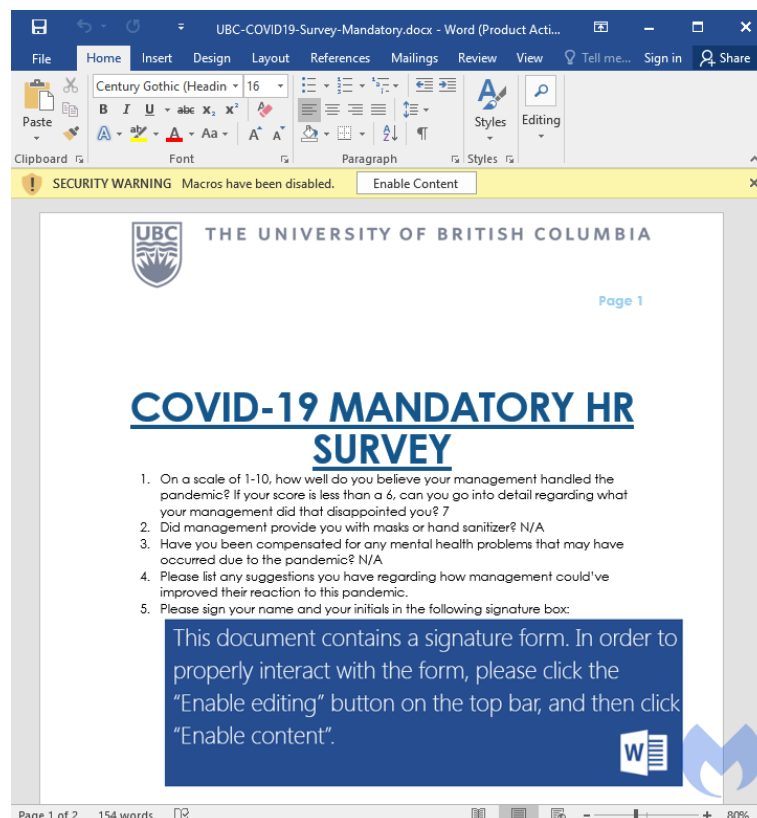 UBC-COVID19-Survey-Mandatory.docx - Word (Product Acti...
File Home Insert Design Layout References Mailings Review View Tell me... Sign in Share
Century Gothic (Headin 16
Paste B I U abc X₂ X² Styles Editing
A aby A Aa A A
Clipboard Font Paragraph Styles
SECURITY WARNING Macros have been disabled. Enable Content
UBC THE UNIVERSITY OF BRITISH COLUMBIA
Page 1
COVID-19 MANDATORY HR
SURVEY
1. On a scale of 1-10, how well do you believe your management handled the
pandemic? If your score is less than a 6, can you go into detail regarding what
your management did that disappointed you? 7
2. Did management provide you with masks or hand sanitizer? N/A
3. Have you been compensated for any mental health problems that may have
occurred due to the pandemic? N/A
4. Please list any suggestions you have regarding how management could've
improved their reaction to this pandemic.
5. Please sign your name and your initials in the following signature box:
This document contains a signature form. In order to
properly interact with the form, please click the
“Enable editing” button on the top bar, and then click
“Enable content”.
W
Page 1 of 2 154 words 80%